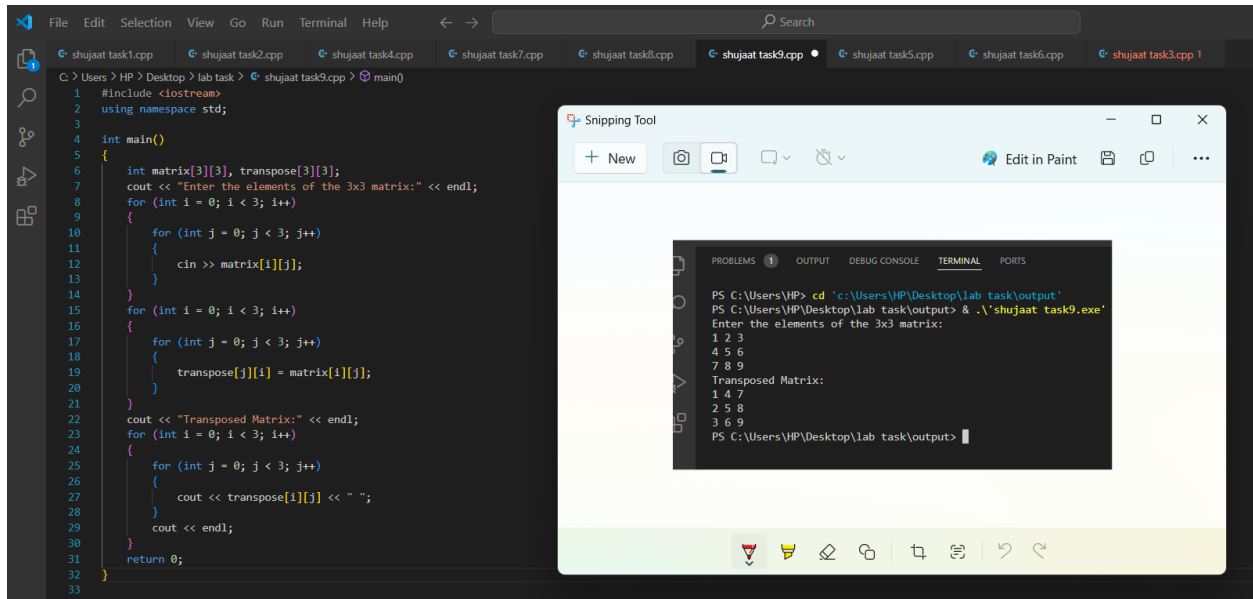 File Edit Selection View Go Run Terminal Help ← → Search
shujaat task1.cpp shujaat task2.cpp shujaat task4.cpp shujaat task7.cpp shujaat task8.cpp shujaat task9.cpp shujaat task5.cpp shujaat task6.cpp shujaat task3.cpp 1
C: > Users > HP > Desktop > lab task > shujaat task9.cpp > main()
1 #include <iostream>
2 using namespace std;
3
4 int main()
5 {
6 int matrix[3][3], transpose[3][3];
7 cout << "Enter the elements of the 3x3 matrix:" << endl;
8 for (int i = 0; i < 3; i++)
9 {
10 for (int j = 0; j < 3; j++)
11 {
12 cin >> matrix[i][j];
13 }
14 }
15 for (int i = 0; i < 3; i++)
16 {
17 for (int j = 0; j < 3; j++)
18 {
19 transpose[j][i] = matrix[i][j];
20 }
21 }
22 cout << "Transposed Matrix:" << endl;
23 for (int i = 0; i < 3; i++)
24 {
25 for (int j = 0; j < 3; j++)
26 {
27 cout << transpose[i][j] << " ";
28 }
29 cout << endl;
30 }
31 return 0;
32 }
33
1
Snipping Tool
+ New Edit in Paint ...
PROBLEMS 1 OUTPUT DEBUG CONSOLE TERMINAL PORTS
PS C:\Users\HP> cd 'c:\Users\HP\Desktop\lab task\output'
PS C:\Users\HP\Desktop\lab task\output> & .\'shujaat task9.exe'
Enter the elements of the 3x3 matrix:
1 2 3
4 5 6
7 8 9
Transposed Matrix:
1 4 7
2 5 8
3 6 9
PS C:\Users\HP\Desktop\lab task\output>